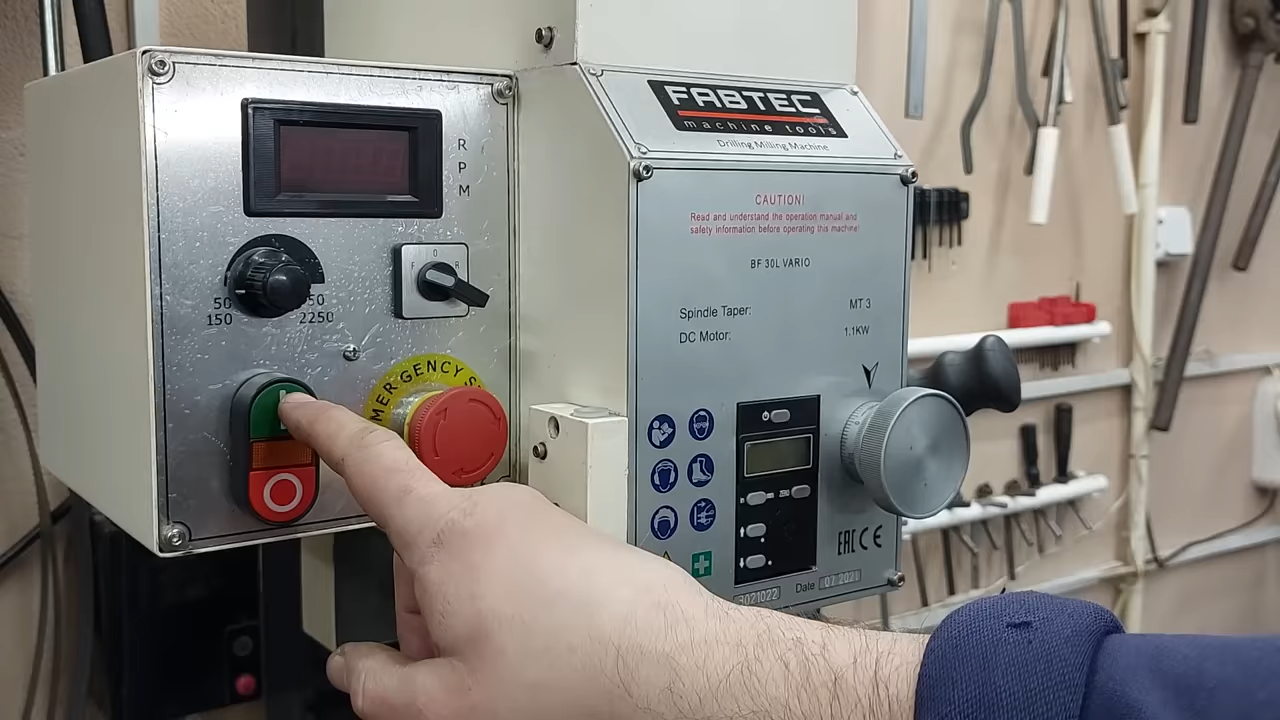 RPM
50
50
150
2250
F O R
EMERGENCY S
FABTEC
machine tools
Drilling Milling Machine
CAUTION!
Read and understand the operation manual and
safety information before operating this machine!
BF 30L VARIO
Spindle Taper: MT 3
DC Motor: 1.1KW
EAC CE
Date 07 2021
3021022